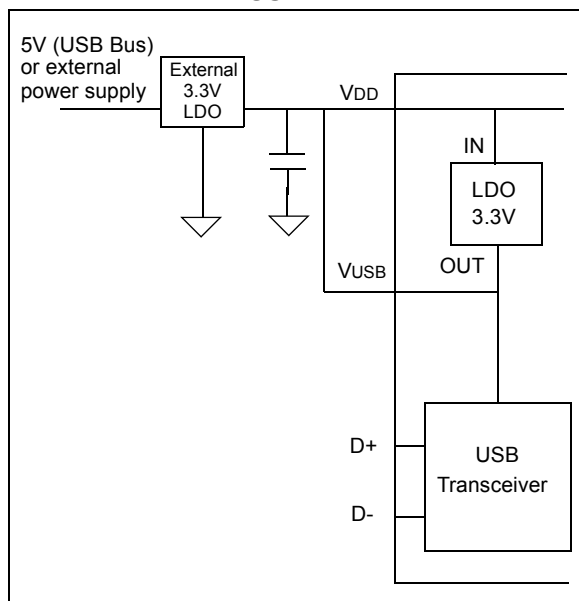 5V (USB Bus)
or external
power supply
External
3.3V
LDO
VDD
IN
LDO
3.3V
OUT
VUSB
D+
USB
Transceiver
D-